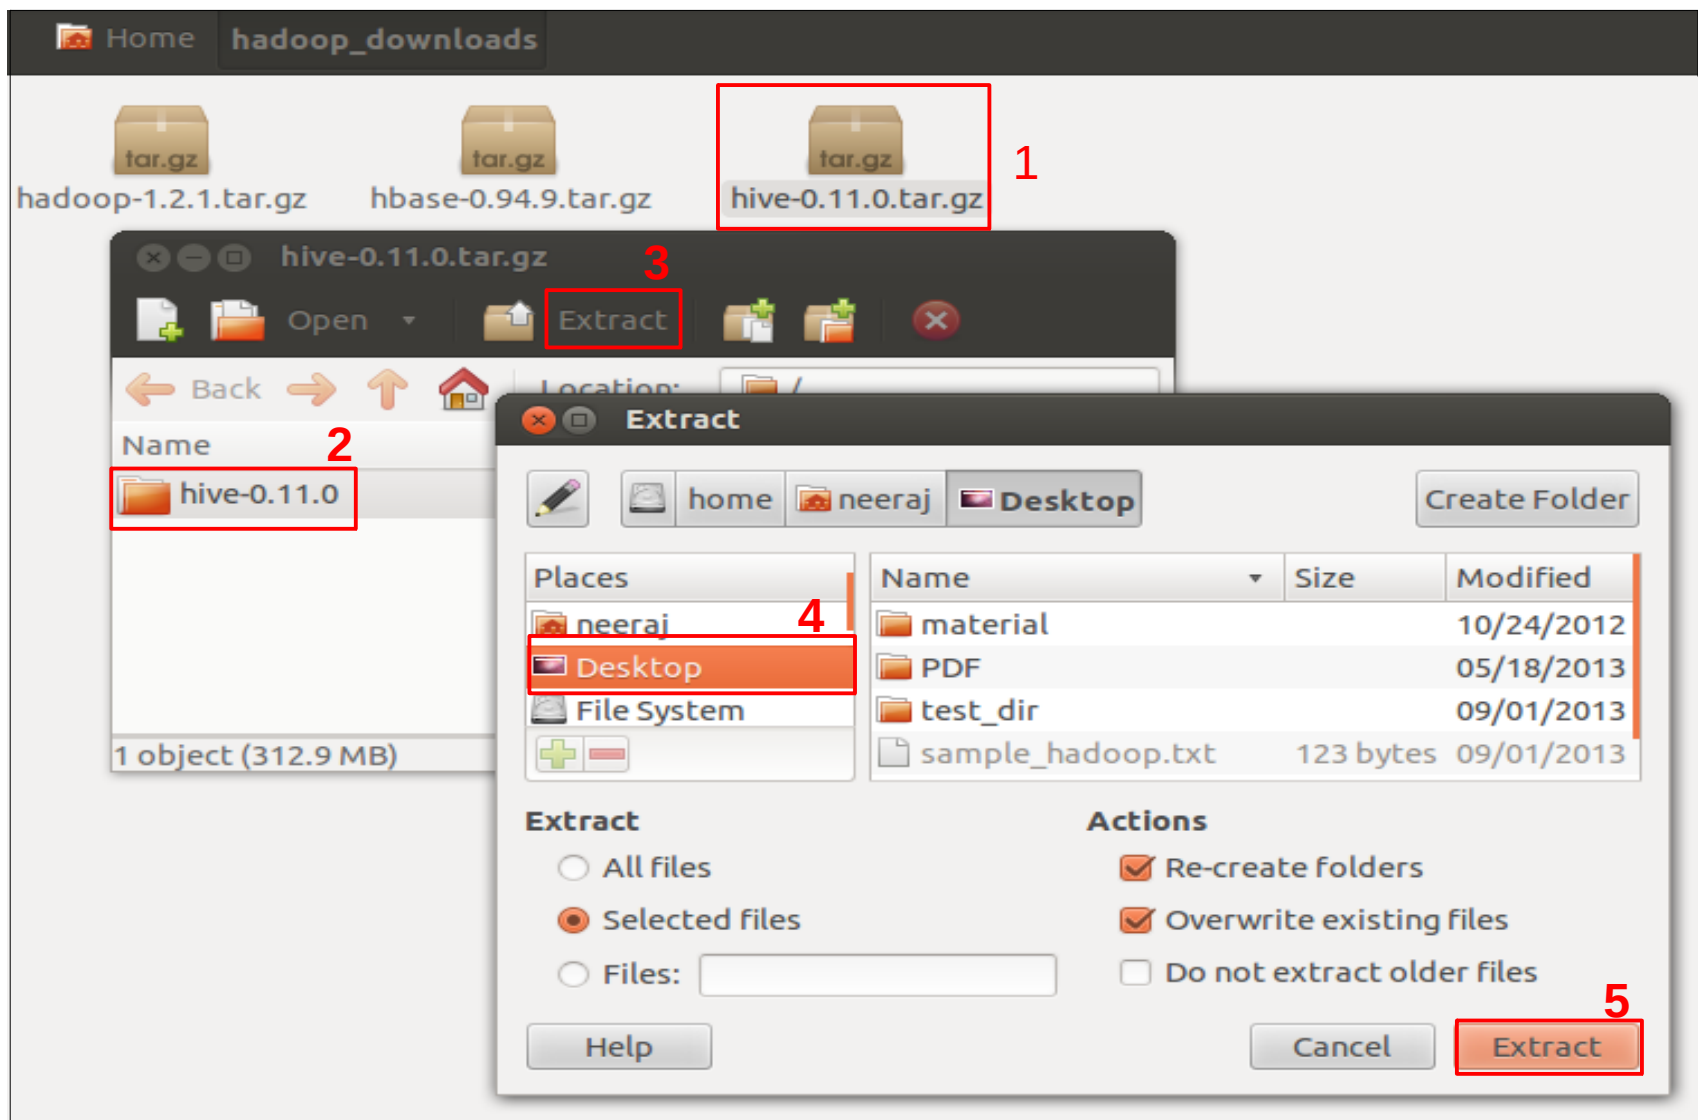 Home hadoop_downloads
tar.gz tar.gz tar.gz 1
hadoop-1.2.1.tar.gz hbase-0.94.9.tar.gz hive-0.11.0.tar.gz
hive-0.11.0.tar.gz 3
Open Extract
Back Location: /
Extract
Name 2
hive-0.11.0
home neeraj Desktop Create Folder
Places Name Size Modified
neeraj 4 material 10/24/2012
Desktop PDF 05/18/2013
File System test_dir 09/01/2013
1 object (312.9 MB) sample_hadoop.txt 123 bytes 09/01/2013
Extract Actions
All files Re-create folders
Selected files Overwrite existing files
Files: Do not extract older files
5
Help Cancel Extract